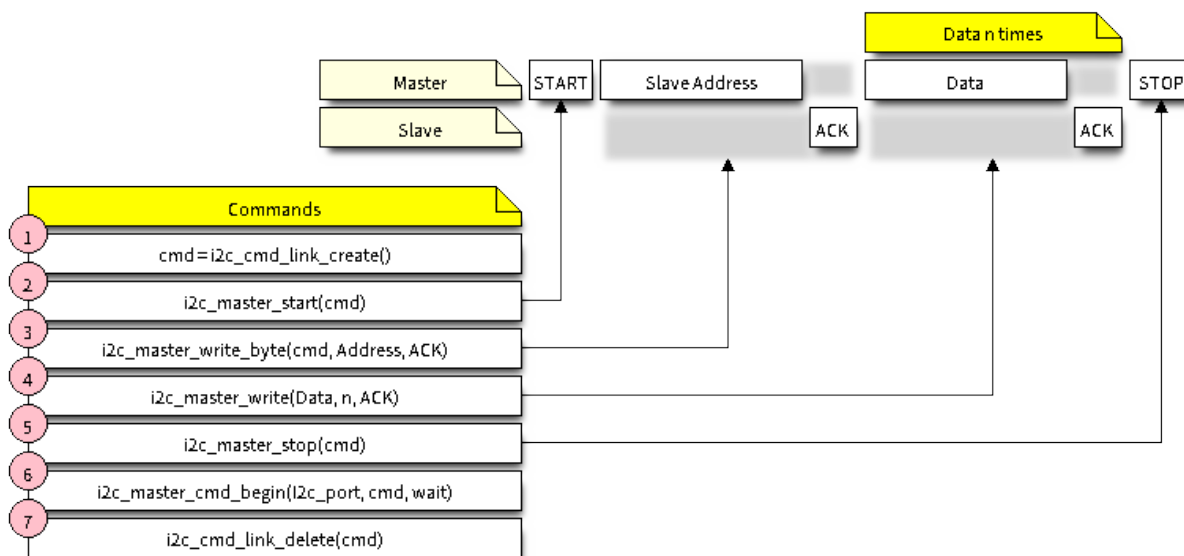 Data n times
Master START Slave Address Data STOP
Slave ACK ACK
Commands
1
cmd=i2c_cmd_link_create()
2
i2c_master_start(cmd)
3
i2c_master_write_byte(cmd, Address, ACK)
4
i2c_master_write(Data, n, ACK)
5
i2c_master_stop(cmd)
6
i2c_master_cmd_begin(I2c_port, cmd, wait)
7
i2c_cmd_link_delete(cmd)